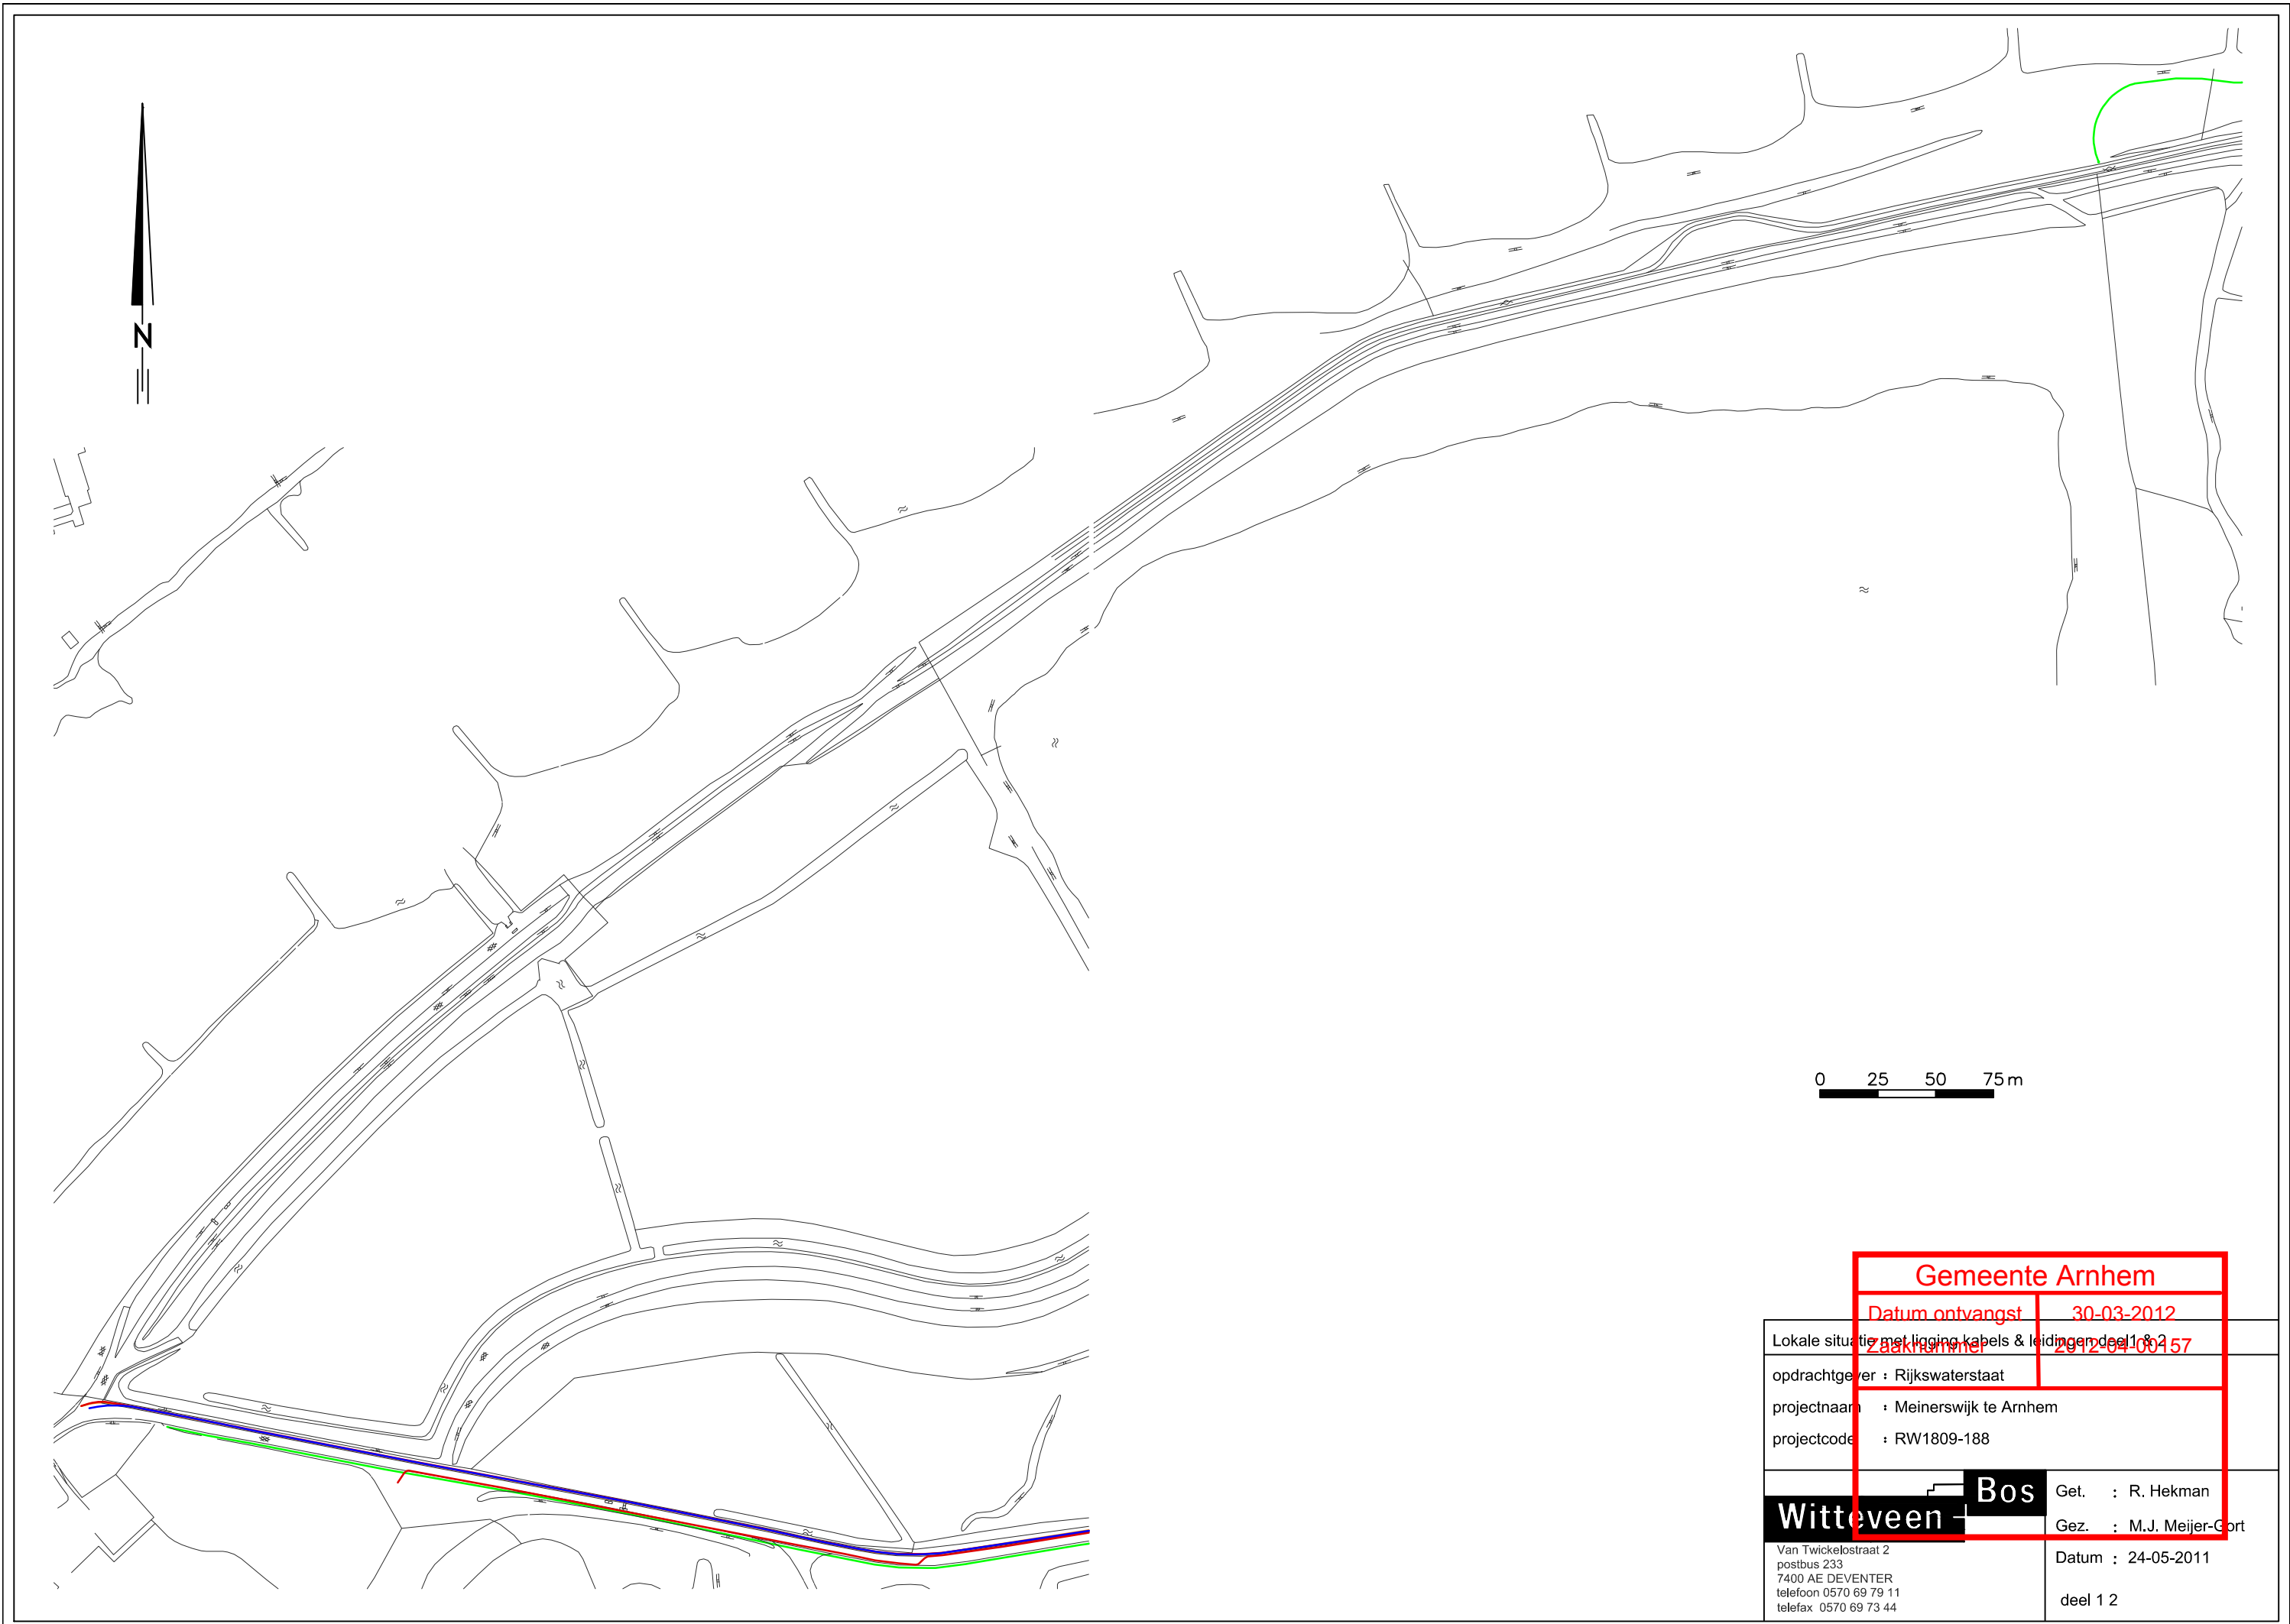 N
0 25 50 75 m
Gemeente Arnhem
Datum ontvangst 30-03-2012
Zaaknummer 2012-04-00157
Lokale situatie met ligging kabels & leidingen deel 1 & 2
opdrachtgever : Rijkswaterstaat
projectnaam : Meinerswijk te Arnhem
projectcode : RW1809-188
Witteveen Bos
Van Twickelostraat 2
postbus 233
7400 AE DEVENTER
telefoon 0570 69 79 11
telefax 0570 69 73 44
Get. : R. Hekman
Gez. : M.J. Meijer-Gort
Datum : 24-05-2011
deel 1 2